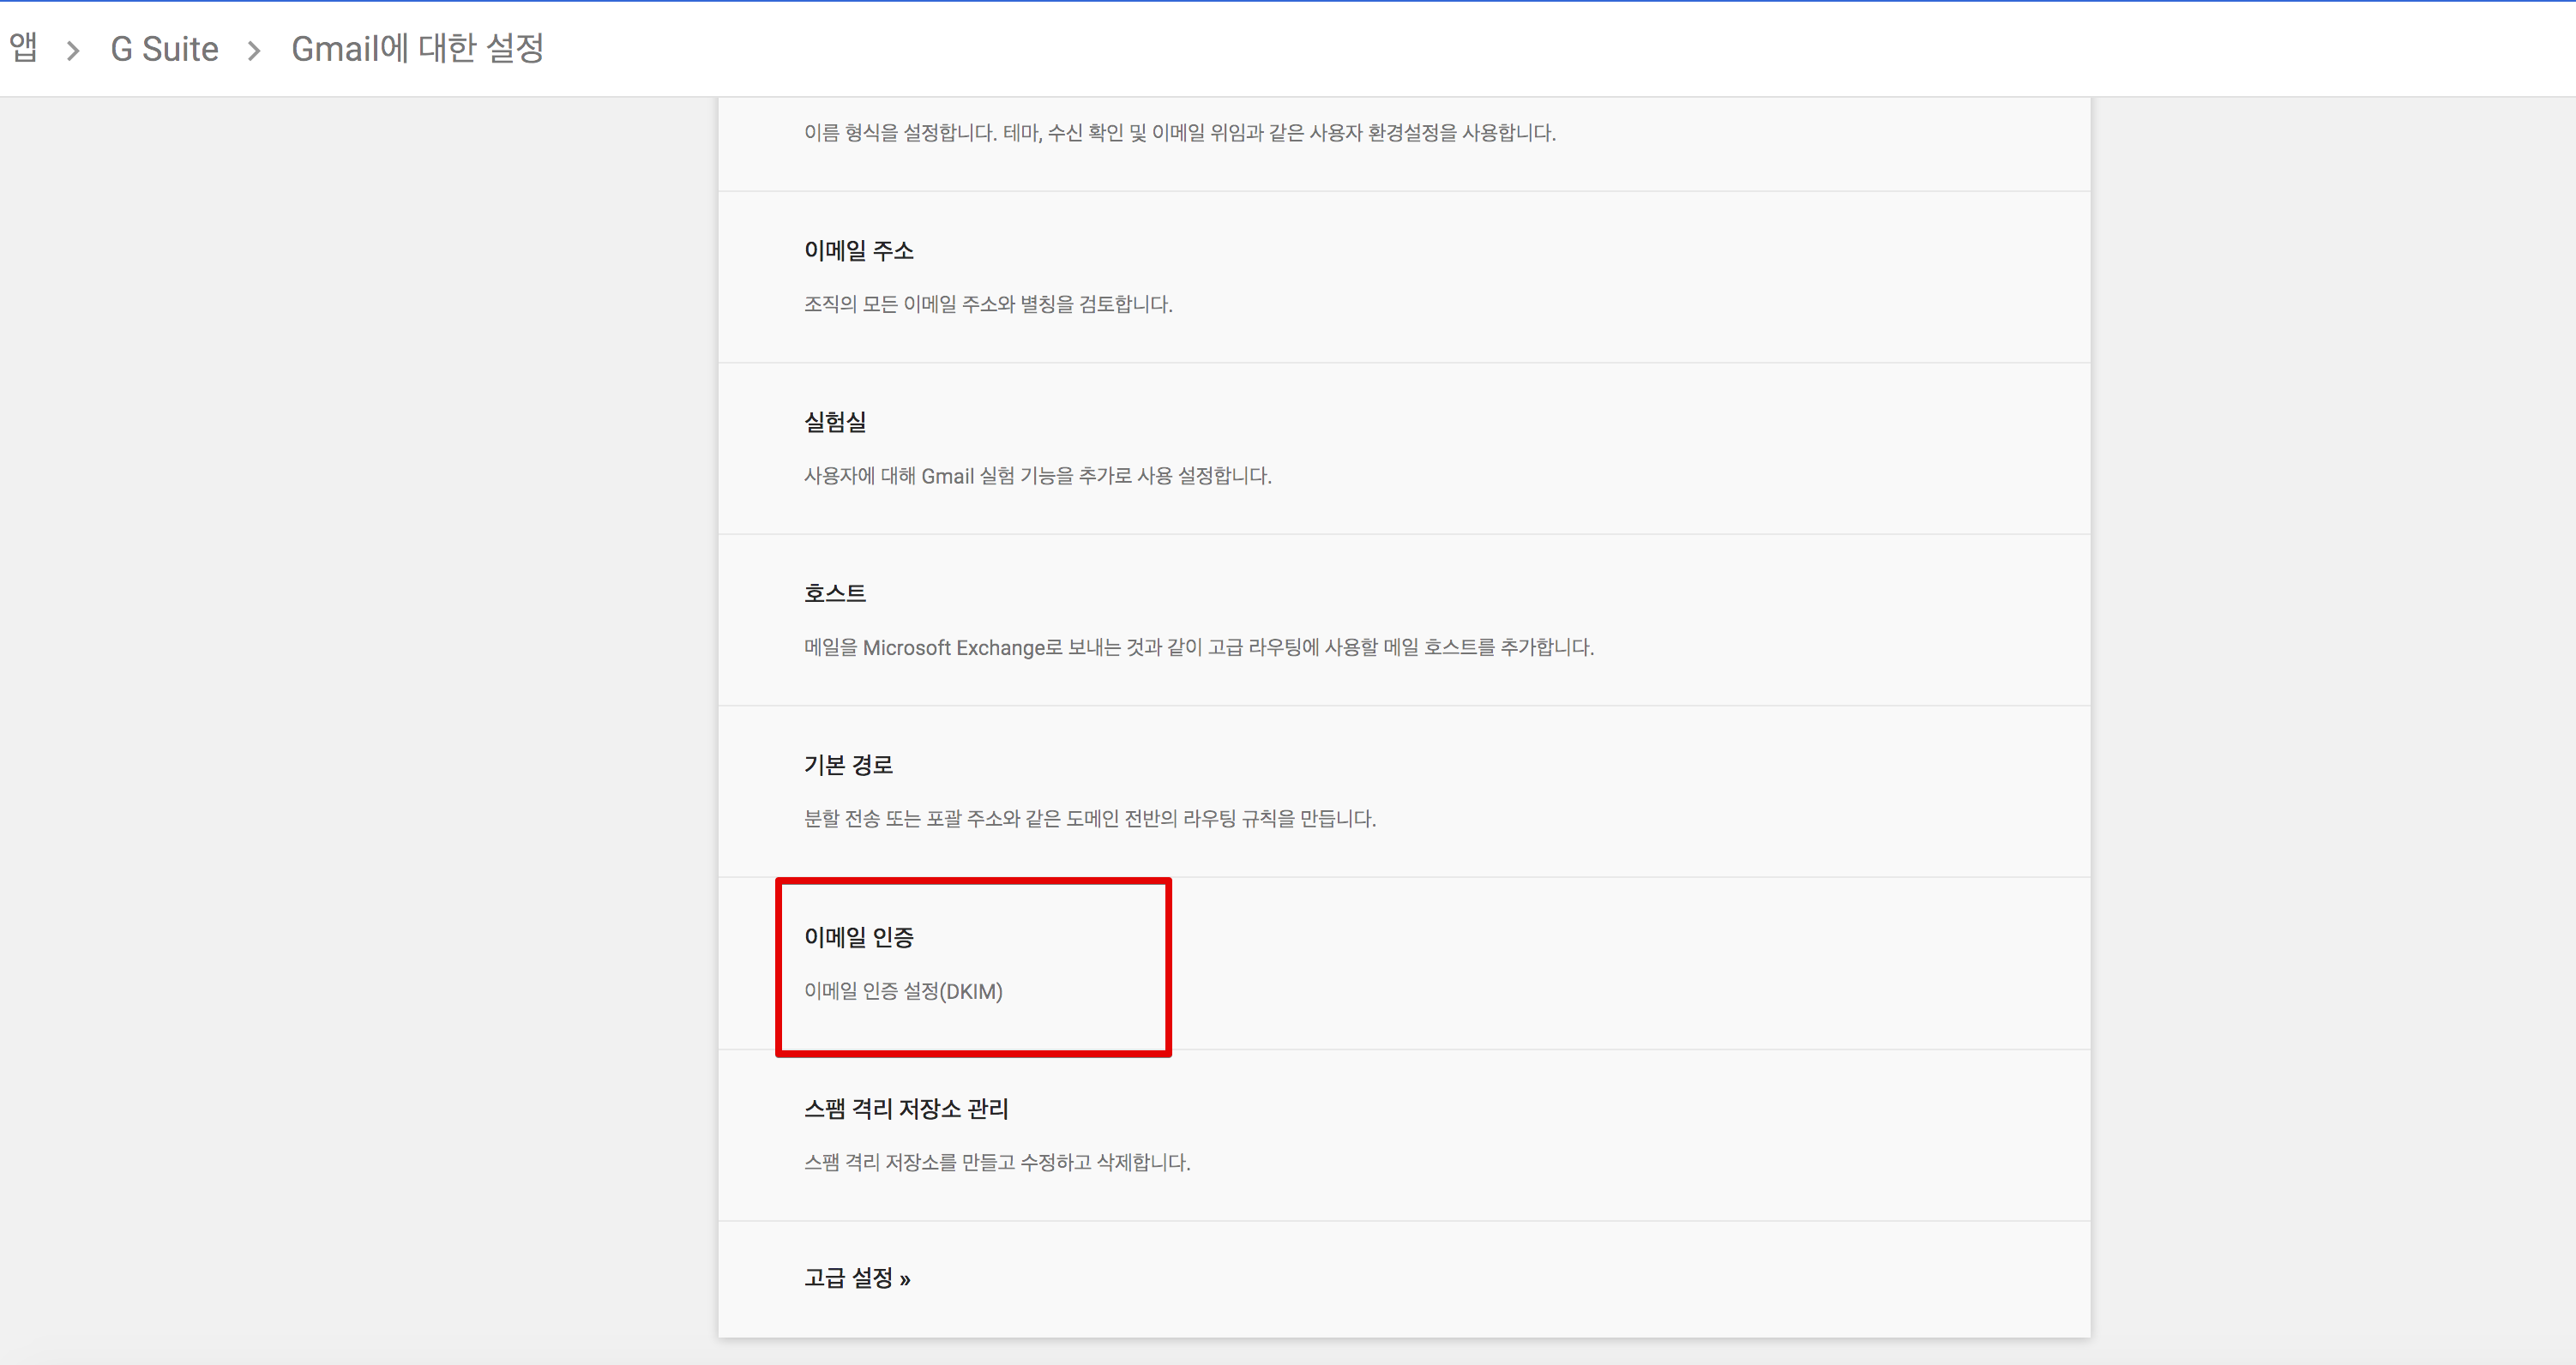 앱 > G Suite > Gmail에 대한 설정
이름 형식을 설정합니다. 테마, 수신 확인 및 이메일 위임과 같은 사용자 환경설정을 사용합니다.
이메일 주소
조직의 모든 이메일 주소와 별칭을 검토합니다.
실험실
사용자에 대해 Gmail 실험 기능을 추가로 사용 설정합니다.
호스트
메일을 Microsoft Exchange로 보내는 것과 같이 고급 라우팅에 사용할 메일 호스트를 추가합니다.
기본 경로
분할 전송 또는 포괄 주소와 같은 도메인 전반의 라우팅 규칙을 만듭니다.
이메일 인증
이메일 인증 설정(DKIM)
스팸 격리 저장소 관리
스팸 격리 저장소를 만들고 수정하고 삭제합니다.
고급 설정 »